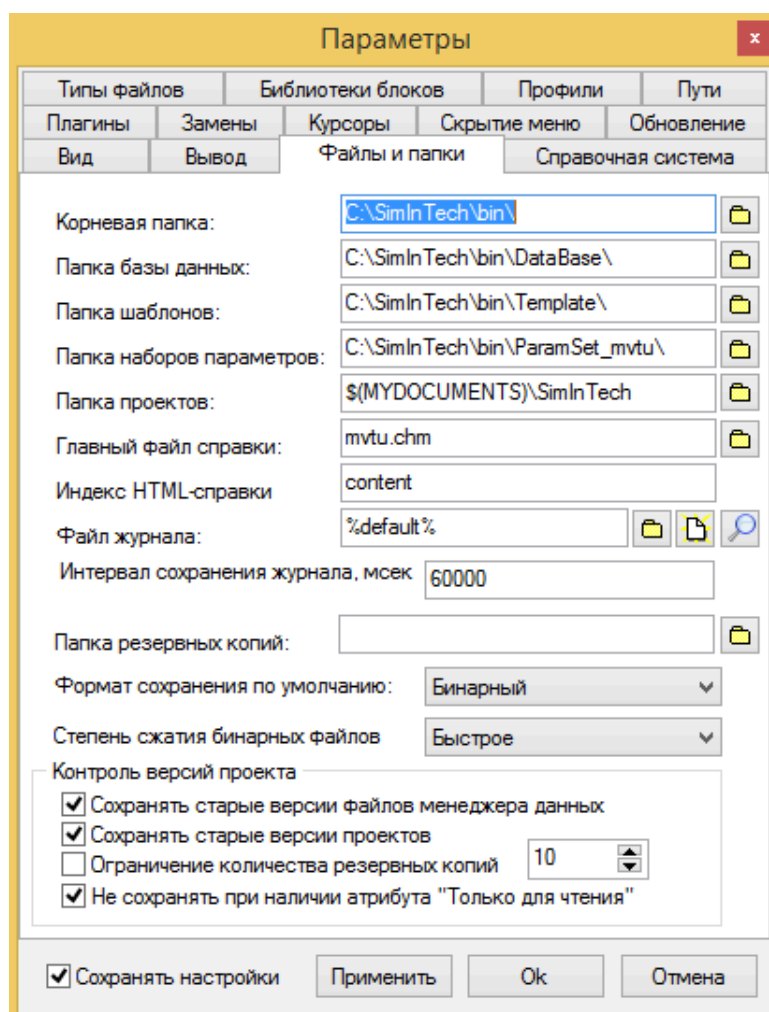 Параметры
x
Типы файлов Библиотеки блоков Профили Пути
Плагины Замены Курсоры Скрытие меню Обновление
Вид Вывод Файлы и папки Справочная система
Корневая папка: C:\SimInTech\bin\
Папка базы данных: C:\SimInTech\bin\DataBase\
Папка шаблонов: C:\SimInTech\bin\Template\
Папка наборов параметров: C:\SimInTech\bin\ParamSet_mvtu\
Папка проектов: $(MYDOCUMENTS)\SimInTech
Главный файл справки: mvtu.chm
Индекс HTML-справки content
Файл журнала: %default%
Интервал сохранения журнала, мсек 60000
Папка резервных копий:
Формат сохранения по умолчанию: Бинарный
Степень сжатия бинарных файлов Быстрое
Контроль версий проекта
Сохранять старые версии файлов менеджера данных
Сохранять старые версии проектов
Ограничение количества резервных копий 10
Не сохранять при наличии атрибута "Только для чтения"
Сохранять настройки Применить Ok Отмена